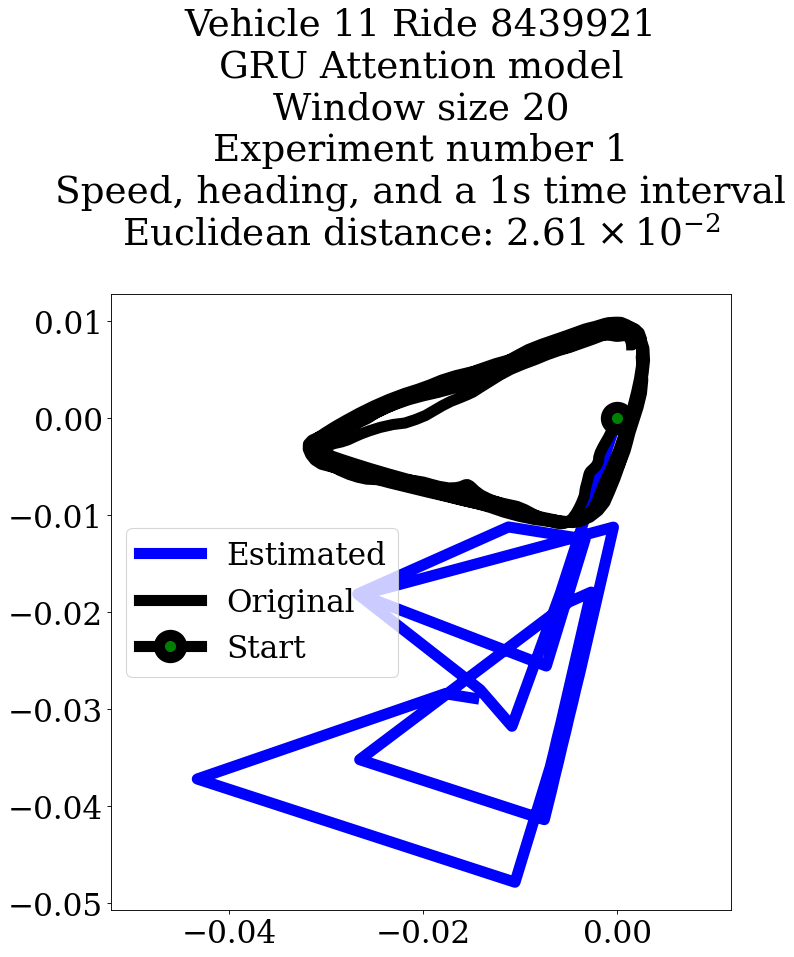 Vehicle 11 Ride 8439921
GRU Attention model
Window size 20
Experiment number 1
Speed, heading, and a 1s time interval
Euclidean distance: 2.61 × 10⁻²
0.01
0.00
−0.01
−0.02
−0.03
−0.04
−0.05
Estimated
Original
Start
−0.04
−0.02
0.00